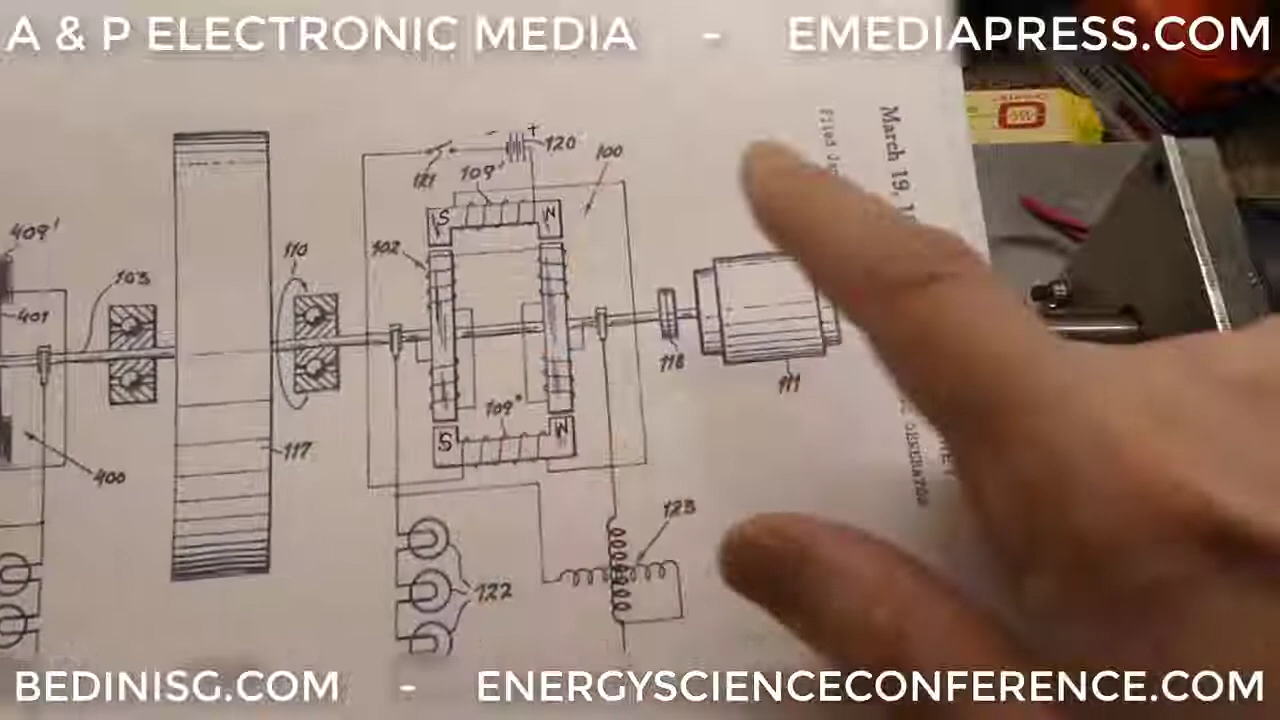 A & P ELECTRONIC MEDIA - EMEDIAPRESS.COM
March 19, 
Filed
+
120
100
121
109'
S N
110
102
409'
103
401
118
111
109"
S N
117
400
123
122
BEDINISG.COM - ENERGYSCIENCECONFERENCE.COM